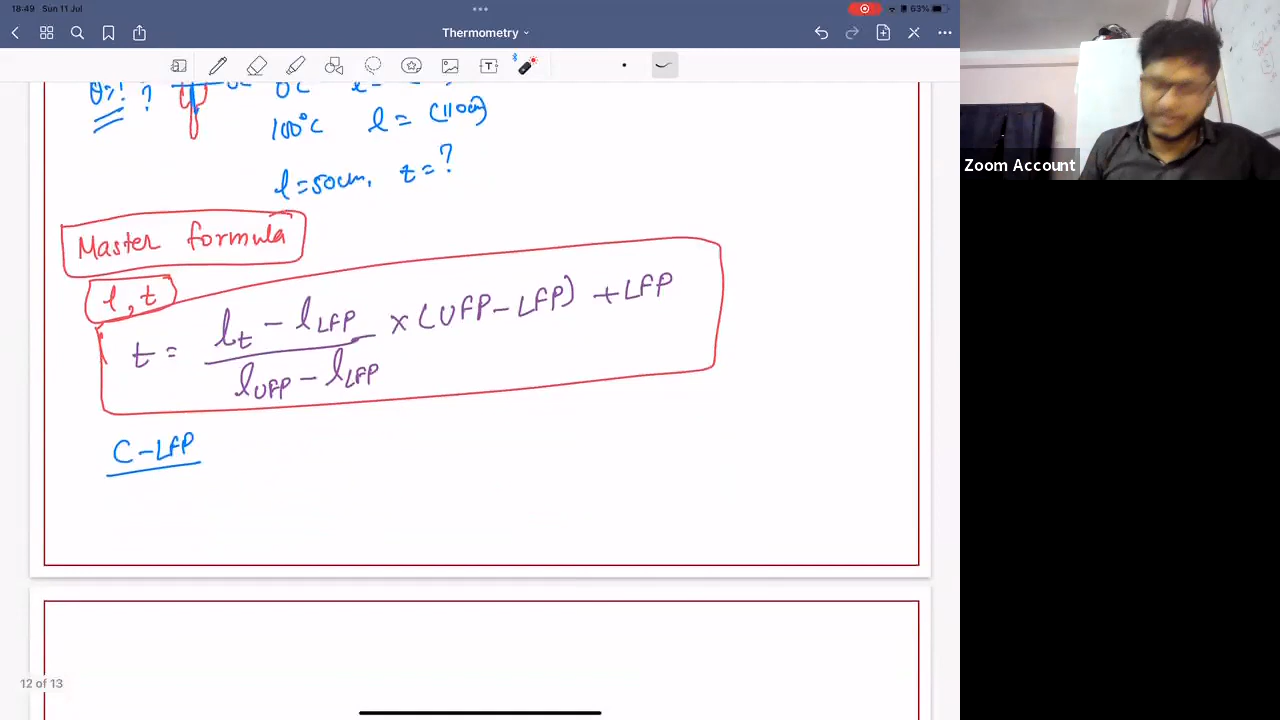 18:49 Sun 11 Jul
63%
Thermometry
θ=!?
0°C l=
100°C l = (110cm)
l=50cm, t=?
Master formula
l, t
t = (l_t - l_LFP) / (l_UFP - l_LFP) × (UFP - LFP) + LFP
C-LFP
12 of 13
Zoom Account